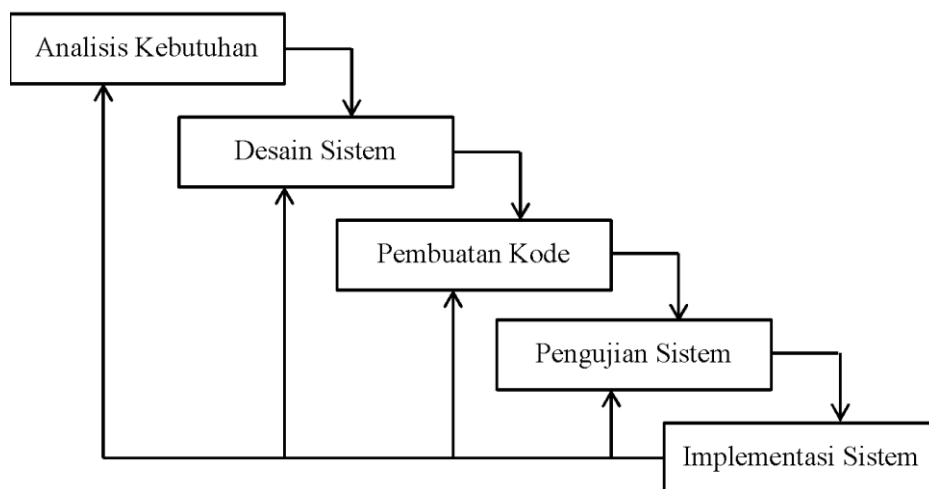 Analisis Kebutuhan
Desain Sistem
Pembuatan Kode
Pengujian Sistem
Implementasi Sistem